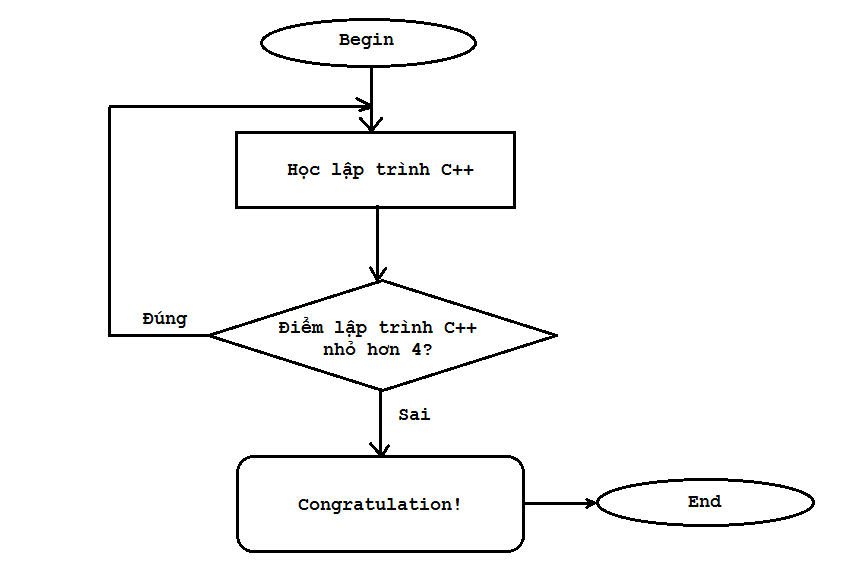 Begin
Học lập trình C++
Đúng
Điểm lập trình C++
nhỏ hơn 4?
Sai
Congratulation!
End